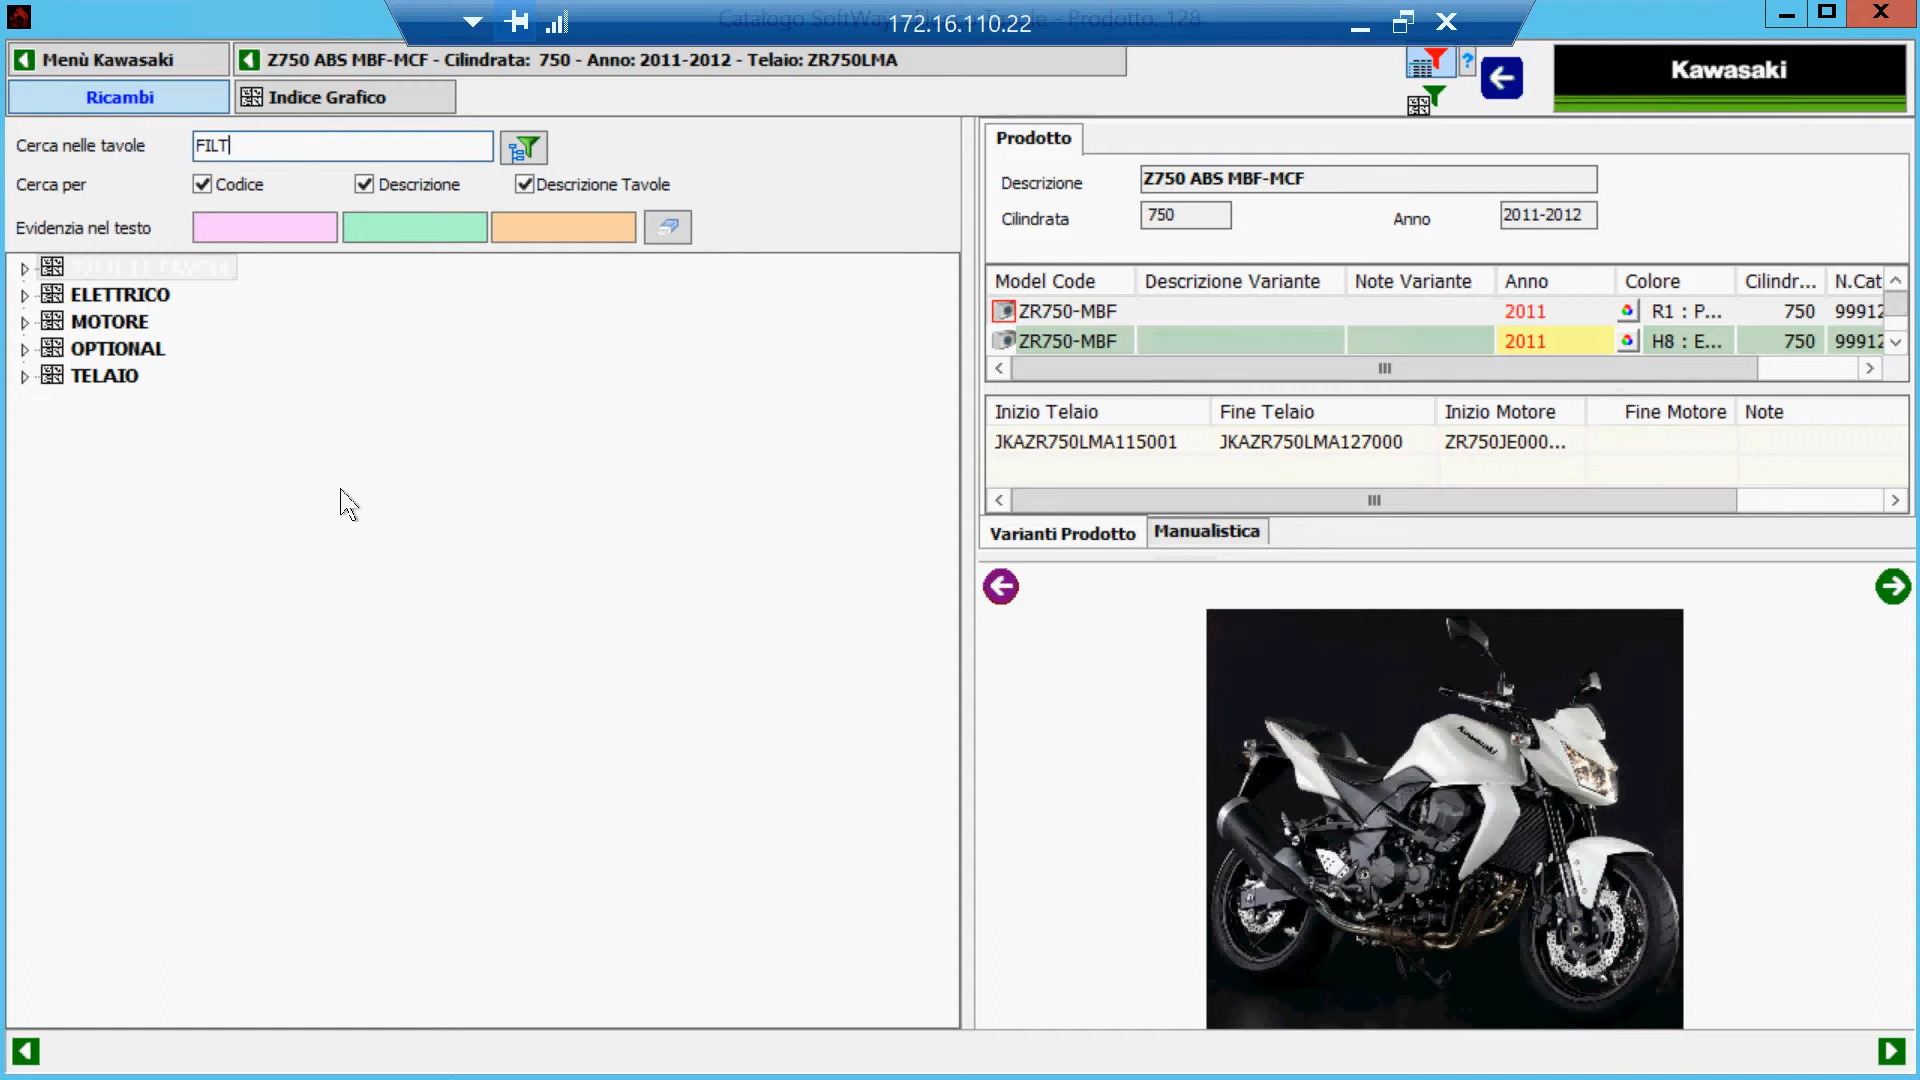 Catalogo SoftWay - Prodotto: 128
172.16.110.22
Menù Kawasaki
Z750 ABS MBF-MCF - Cilindrata: 750 - Anno: 2011-2012 - Telaio: ZR750LMA
?
Kawasaki
Ricambi
Indice Grafico
Cerca nelle tavole
FILT
Cerca per
Codice
Descrizione
Descrizione Tavole
Evidenzia nel testo
ELETTRICO
MOTORE
OPTIONAL
TELAIO
Prodotto
Descrizione
Z750 ABS MBF-MCF
Cilindrata
750
Anno
2011-2012
Model Code Descrizione Variante Note Variante Anno Colore Cilindr... N.Cat
ZR750-MBF 2011 R1 : P... 750 99912
ZR750-MBF 2011 H8 : E... 750 99912
Inizio Telaio Fine Telaio Inizio Motore Fine Motore Note
JKAZR750LMA115001 JKAZR750LMA127000 ZR750JE000...
Varianti Prodotto
Manualistica
Kawasaki